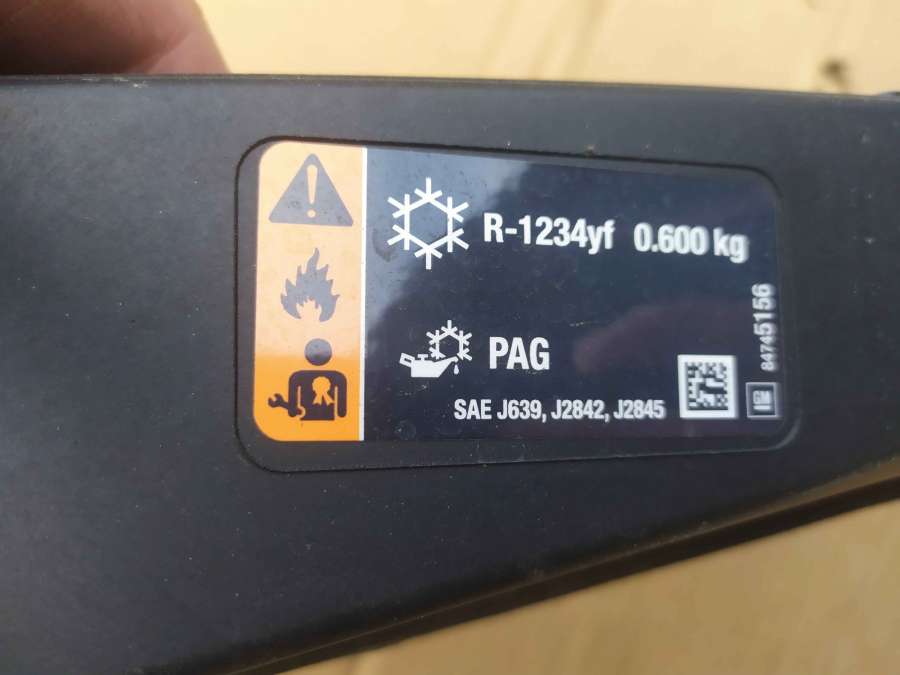 R-1234yf 0.600 kg
PAG
SAE J639, J2842, J2845
84745156
GM